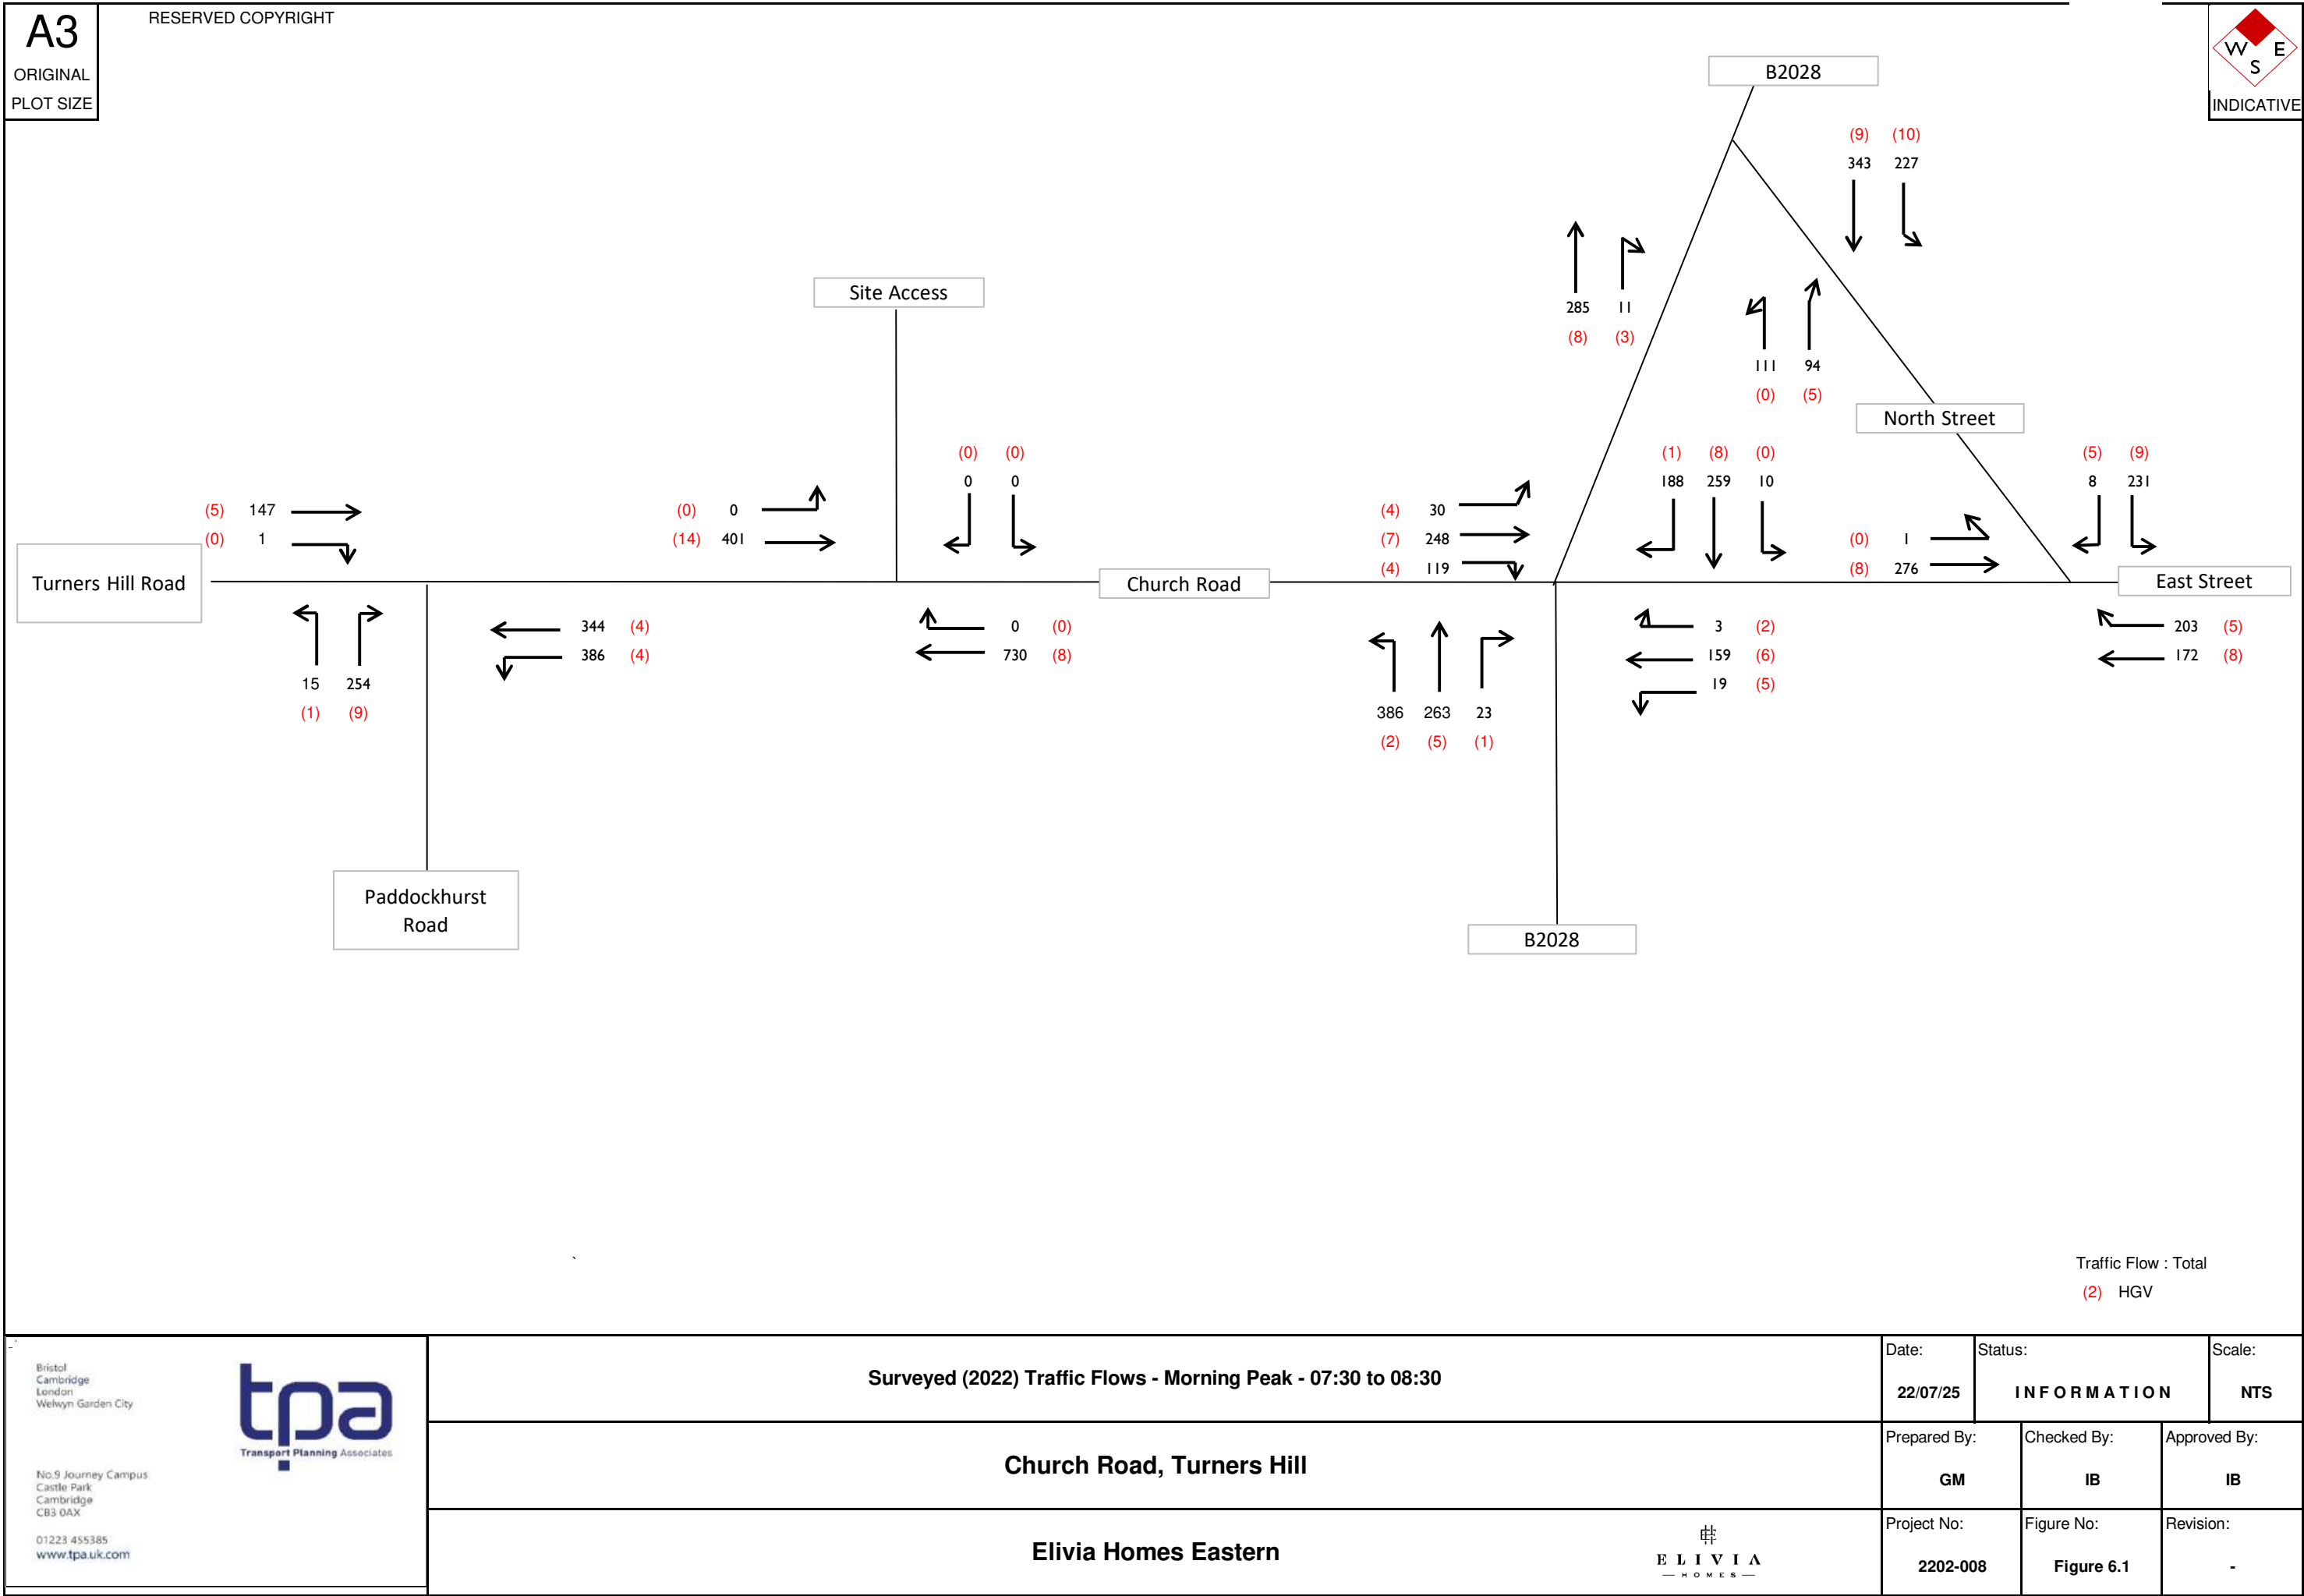 A3
ORIGINAL
PLOT SIZE
RESERVED COPYRIGHT
W E
S
INDICATIVE
B2028
(9) (10)
343 227
285 11
(8) (3)
111 94
(0) (5)
Site Access
North Street
(0) (0)
0 0
(1) (8) (0)
188 259 10
(5) (9)
8 231
(5) 147
(0) 1
(0) 0
(14) 401
(4) 30
(7) 248
(4) 119
(0) 1
(8) 276
Turners Hill Road
Church Road
East Street
15 254
(1) (9)
344 (4)
386 (4)
0 (0)
730 (8)
386 263 23
(2) (5) (1)
3 (2)
159 (6)
19 (5)
203 (5)
172 (8)
Paddockhurst
Road
B2028
`
Traffic Flow : Total
(2) HGV
Bristol
Cambridge
London
Welwyn Garden City
tpa
Transport Planning Associates
No.9 Journey Campus
Castle Park
Cambridge
CB3 0AX
01223 455385
www.tpa.uk.com
Surveyed (2022) Traffic Flows - Morning Peak - 07:30 to 08:30
Church Road, Turners Hill
Elivia Homes Eastern
ELIVIA
HOMES
Date: Status: Scale:
22/07/25 INFORMATION NTS
Prepared By: Checked By: Approved By:
GM IB IB
Project No: Figure No: Revision:
2202-008 Figure 6.1 -